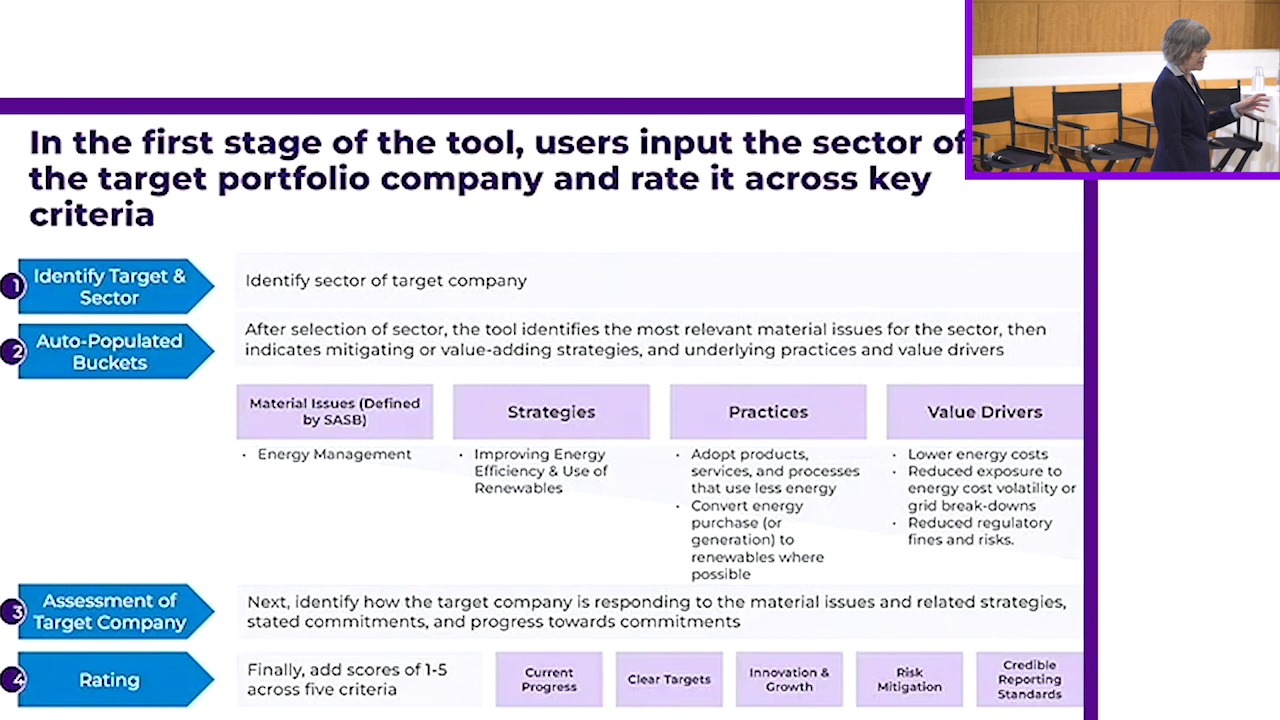 In the first stage of the tool, users input the sector of
the target portfolio company and rate it across key
criteria
1
Identify Target &
Sector
Identify sector of target company
2
Auto-Populated
Buckets
After selection of sector, the tool identifies the most relevant material issues for the sector, then
indicates mitigating or value-adding strategies, and underlying practices and value drivers
Material Issues (Defined
by SASB)
• Energy Management
Strategies
• Improving Energy
Efficiency & Use of
Renewables
Practices
• Adopt products,
services, and processes
that use less energy
• Convert energy
purchase (or
generation) to
renewables where
possible
Value Drivers
• Lower energy costs
• Reduced exposure to
energy cost volatility or
grid break-downs
• Reduced regulatory
fines and risks.
3
Assessment of
Target Company
Next, identify how the target company is responding to the material issues and related strategies,
stated commitments, and progress towards commitments
4
Rating
Finally, add scores of 1-5
across five criteria
Current
Progress
Clear Targets
Innovation &
Growth
Risk
Mitigation
Credible
Reporting
Standards